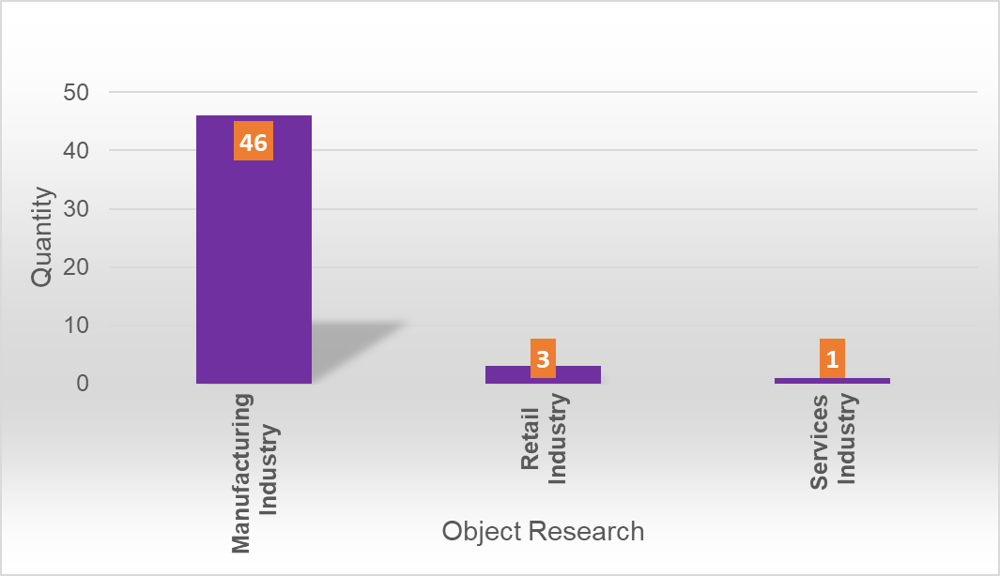 50
40
30
20
10
0
Quantity
46
3
1
Manufacturing
Industry
Retail
Industry
Services
Industry
Object Research